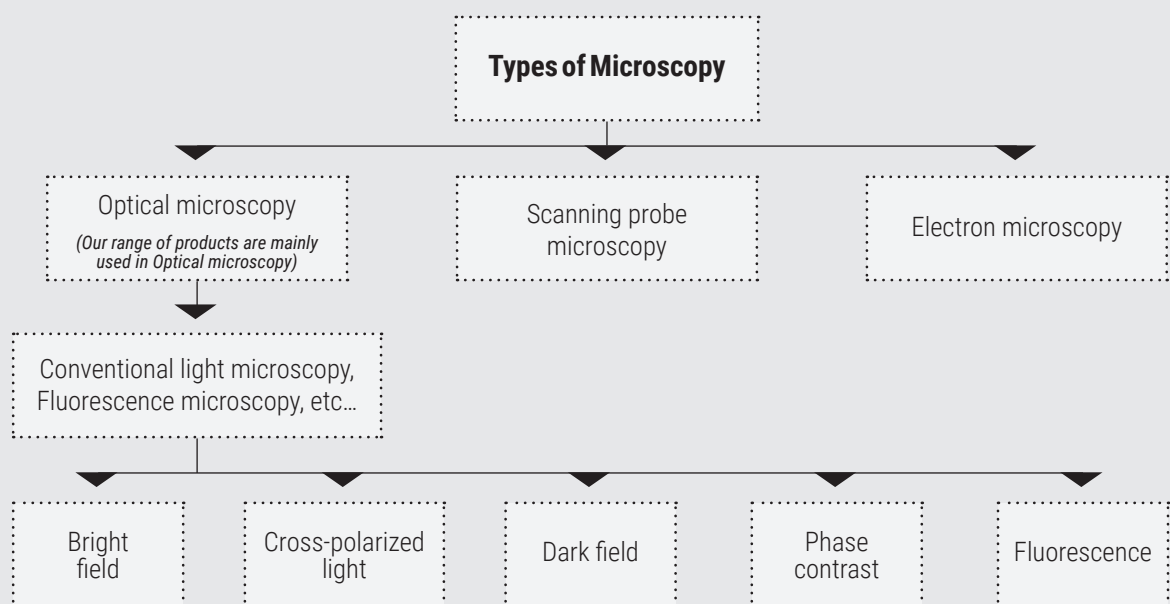 Types of Microscopy
Optical microscopy
(Our range of products are mainly
used in Optical microscopy)
Scanning probe
microscopy
Electron microscopy
Conventional light microscopy,
Fluorescence microscopy, etc…
Bright
field
Cross-polarized
light
Dark field
Phase
contrast
Fluorescence